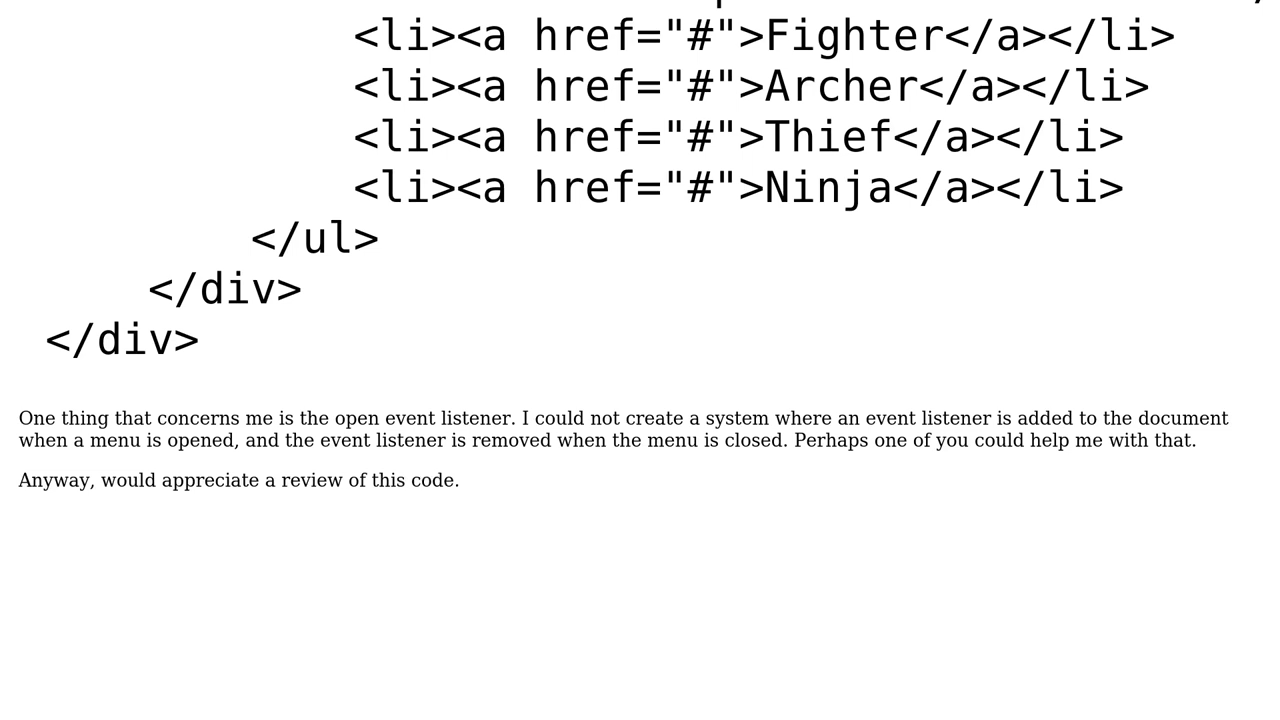 <li><a href="#">Fighter</a></li>
<li><a href="#">Archer</a></li>
<li><a href="#">Thief</a></li>
<li><a href="#">Ninja</a></li>
</ul>
</div>
</div>
One thing that concerns me is the open event listener. I could not create a system where an event listener is added to the document
when a menu is opened, and the event listener is removed when the menu is closed. Perhaps one of you could help me with that.
Anyway, would appreciate a review of this code.